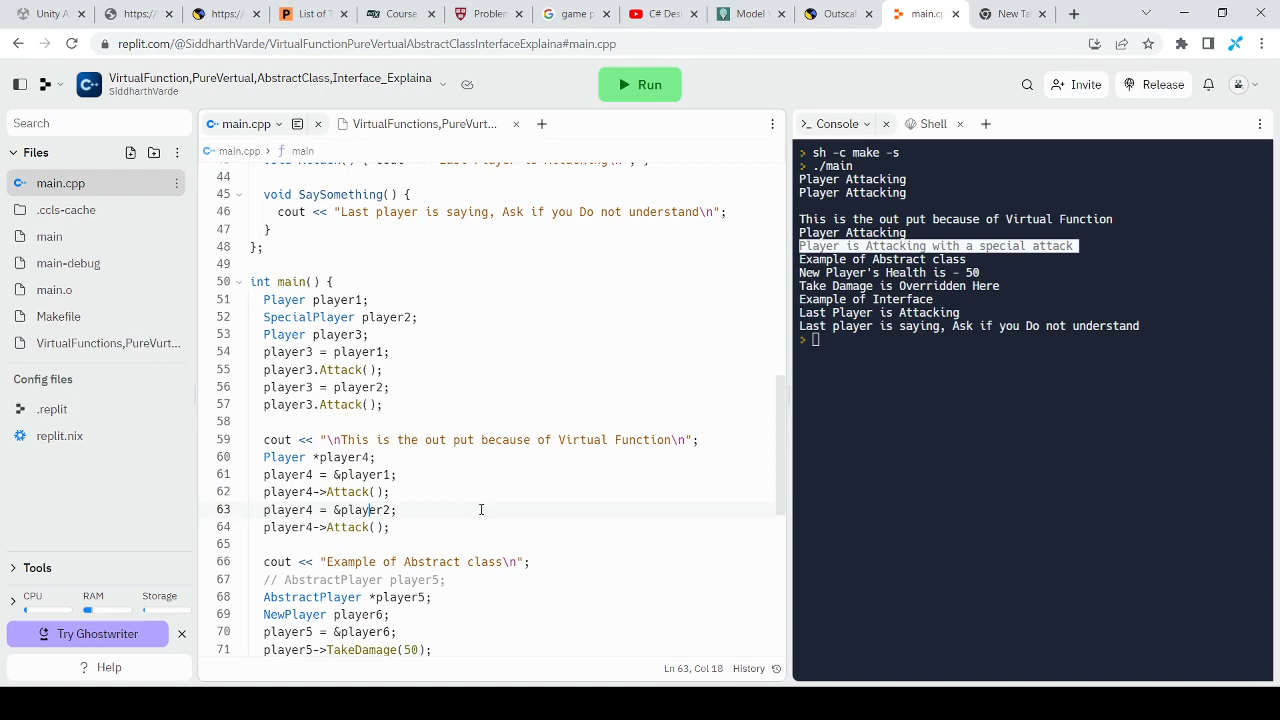 Unity A
https://
https://
List of T
Course
Problem
game p
C# Des
Model V
Outscal
main.cp
New Ta
replit.com/@SiddharthVarde/VirtualFunctionPureVertualAbstractClassInterfaceExplaina#main.cpp
VirtualFunction,PureVertual,AbstractClass,Interface_Explaina
SiddharthVarde
Run
Invite
Release
Search
Files
main.cpp
.ccls-cache
main
main-debug
main.o
Makefile
VirtualFunctions,PureVurt...
Config files
.replit
replit.nix
Tools
CPU
RAM
Storage
Try Ghostwriter
Help
main.cpp
VirtualFunctions,PureVurt...
main.cpp > main
44
45 void SaySomething() {
46 cout << "Last player is saying, Ask if you Do not understand\n";
47 }
48 };
49
50 int main() {
51 Player player1;
52 SpecialPlayer player2;
53 Player player3;
54 player3 = player1;
55 player3.Attack();
56 player3 = player2;
57 player3.Attack();
58
59 cout << "\nThis is the out put because of Virtual Function\n";
60 Player *player4;
61 player4 = &player1;
62 player4->Attack();
63 player4 = &player2;
64 player4->Attack();
65
66 cout << "Example of Abstract class\n";
67 // AbstractPlayer player5;
68 AbstractPlayer *player5;
69 NewPlayer player6;
70 player5 = &player6;
71 player5->TakeDamage(50);
Ln 63, Col 18
History
Console
Shell
> sh -c make -s
> ./main
Player Attacking
Player Attacking
This is the out put because of Virtual Function
Player Attacking
Player is Attacking with a special attack
Example of Abstract class
New Player's Health is - 50
Take Damage is Overridden Here
Example of Interface
Last Player is Attacking
Last player is saying, Ask if you Do not understand
>